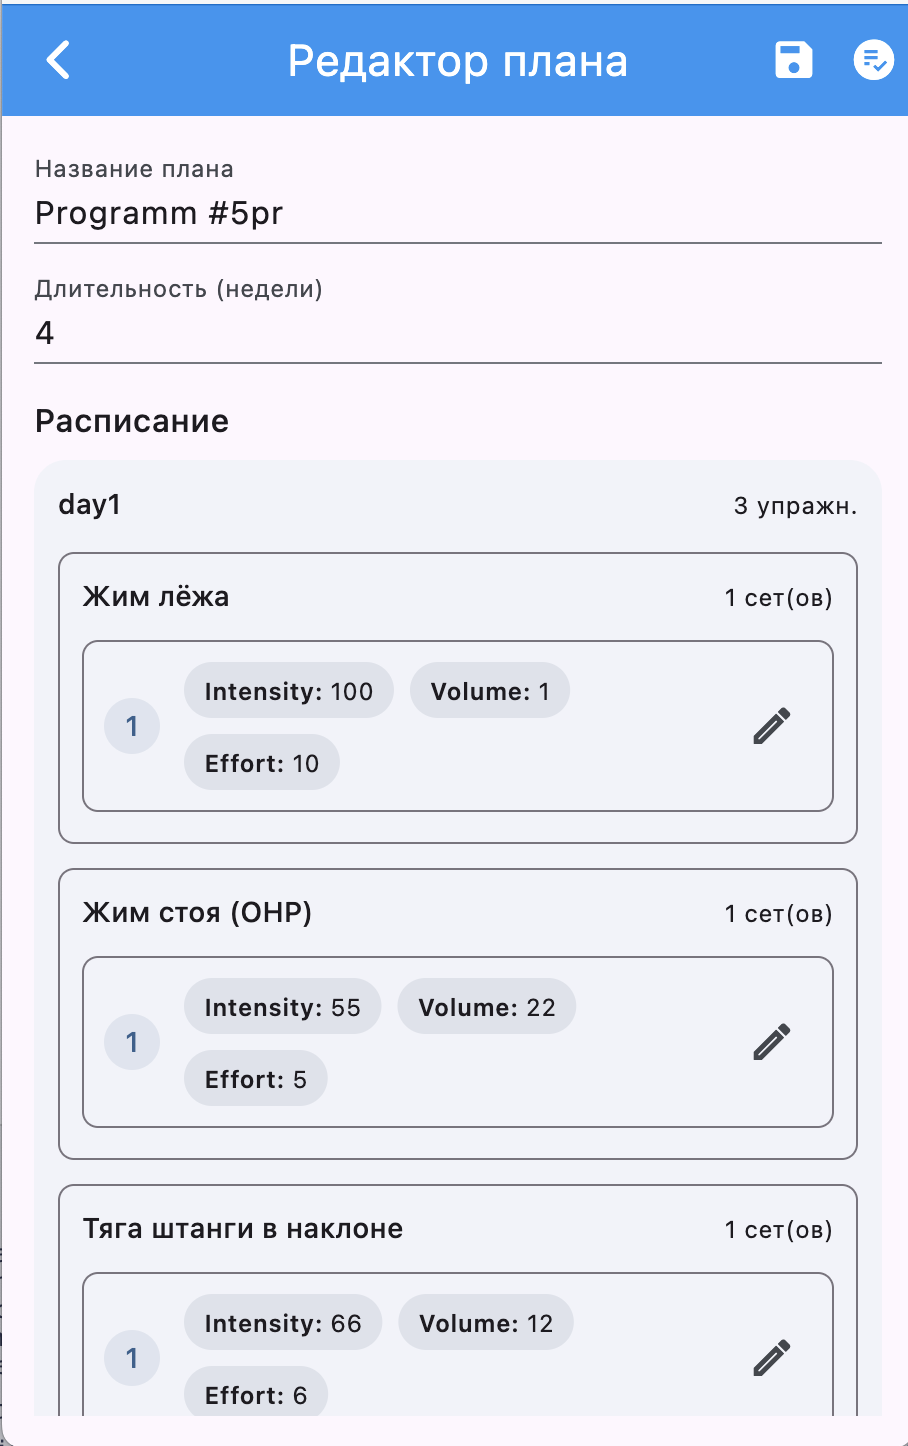 Редактор плана
Название плана
Programm #5pr
Длительность (недели)
4
Расписание
day1 3 упражн.
Жим лёжа 1 сет(ов)
Intensity: 100 Volume: 1
1
Effort: 10
Жим стоя (OHP) 1 сет(ов)
Intensity: 55 Volume: 22
1
Effort: 5
Тяга штанги в наклоне 1 сет(ов)
Intensity: 66 Volume: 12
1
Effort: 6